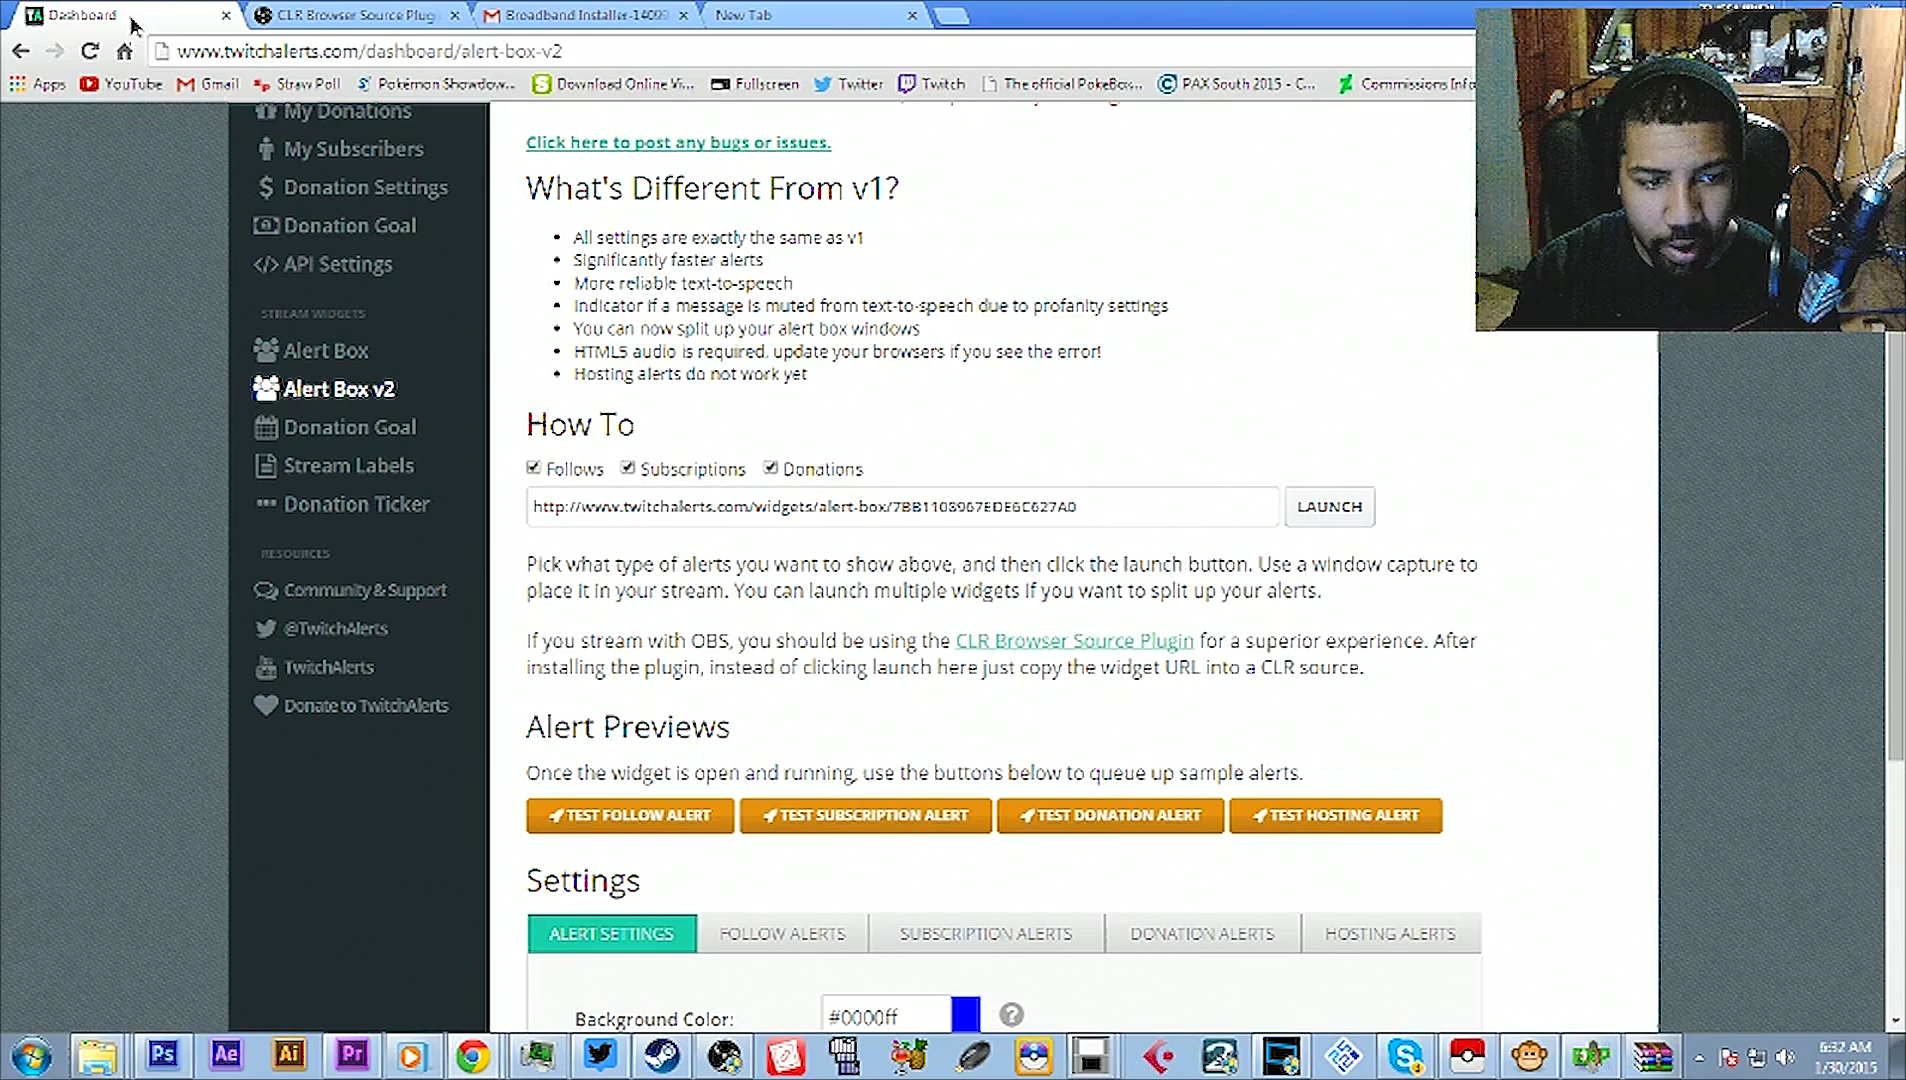 Dashboard
CLR Browser Source Plugi
Broadband Installer-14099
New Tab
www.twitchalerts.com/dashboard/alert-box-v2
Apps YouTube Gmail Straw Poll Pokémon Showdow... Download Online Vi... Fullscreen Twitter Twitch The official PokeBox... PAX South 2015 - C... Commissions Info
My Donations
My Subscribers
Donation Settings
Donation Goal
API Settings
STREAM WIDGETS
Alert Box
Alert Box v2
Donation Goal
Stream Labels
Donation Ticker
RESOURCES
Community & Support
@TwitchAlerts
TwitchAlerts
Donate to TwitchAlerts
Click here to post any bugs or issues.
What's Different From v1?
• All settings are exactly the same as v1
• Significantly faster alerts
• More reliable text-to-speech
• Indicator if a message is muted from text-to-speech due to profanity settings
• You can now split up your alert box windows
• HTML5 audio is required, update your browsers if you see the error!
• Hosting alerts do not work yet
How To
Follows Subscriptions Donations
http://www.twitchalerts.com/widgets/alert-box/7BB1108967EDE6C627A0
LAUNCH
Pick what type of alerts you want to show above, and then click the launch button. Use a window capture to
place it in your stream. You can launch multiple widgets if you want to split up your alerts.
If you stream with OBS, you should be using the CLR Browser Source Plugin for a superior experience. After
installing the plugin, instead of clicking launch here just copy the widget URL into a CLR source.
Alert Previews
Once the widget is open and running, use the buttons below to queue up sample alerts.
TEST FOLLOW ALERT TEST SUBSCRIPTION ALERT TEST DONATION ALERT TEST HOSTING ALERT
Settings
ALERT SETTINGS FOLLOW ALERTS SUBSCRIPTION ALERTS DONATION ALERTS HOSTING ALERTS
Background Color: #0000ff ?
Ps Ae Ai Pr
6:32 AM
1/30/2015